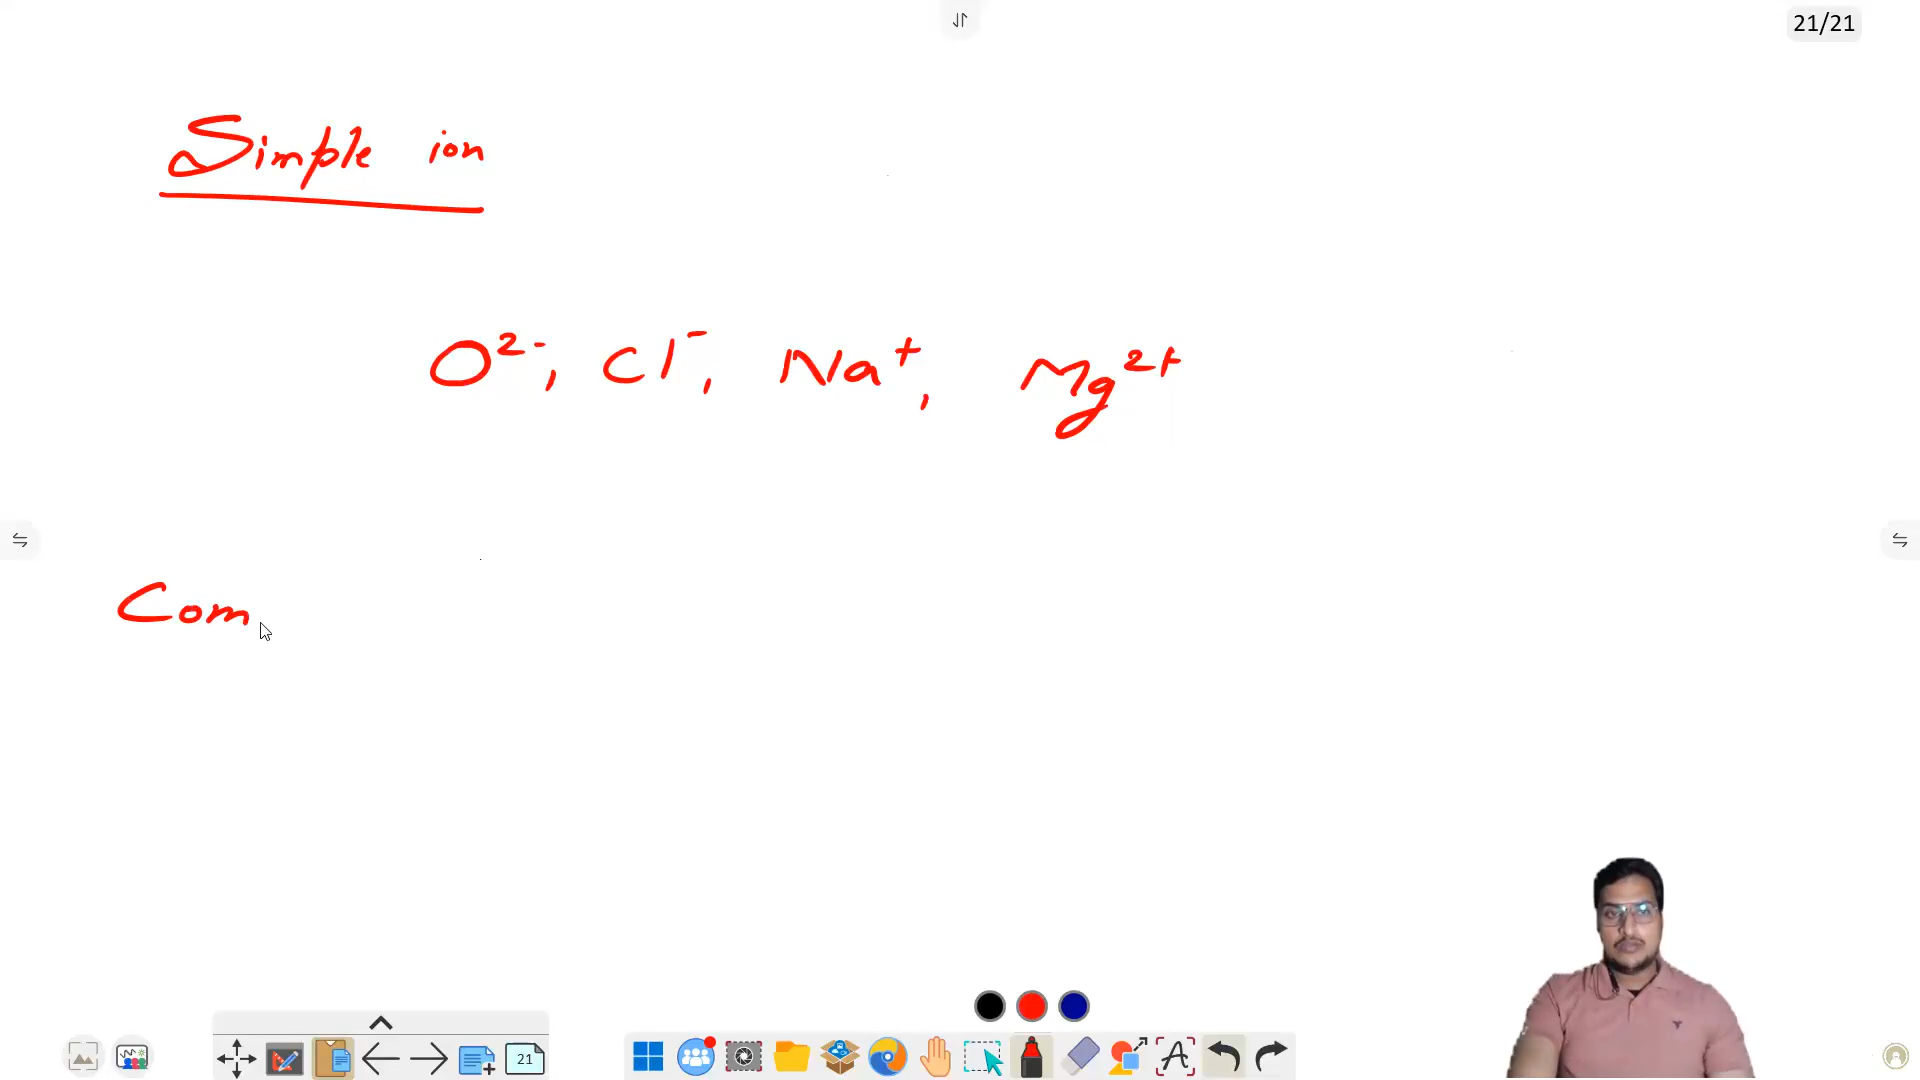 21/21
Simple ion
O²⁻, Cl⁻, Na⁺, Mg²⁺
Com
21